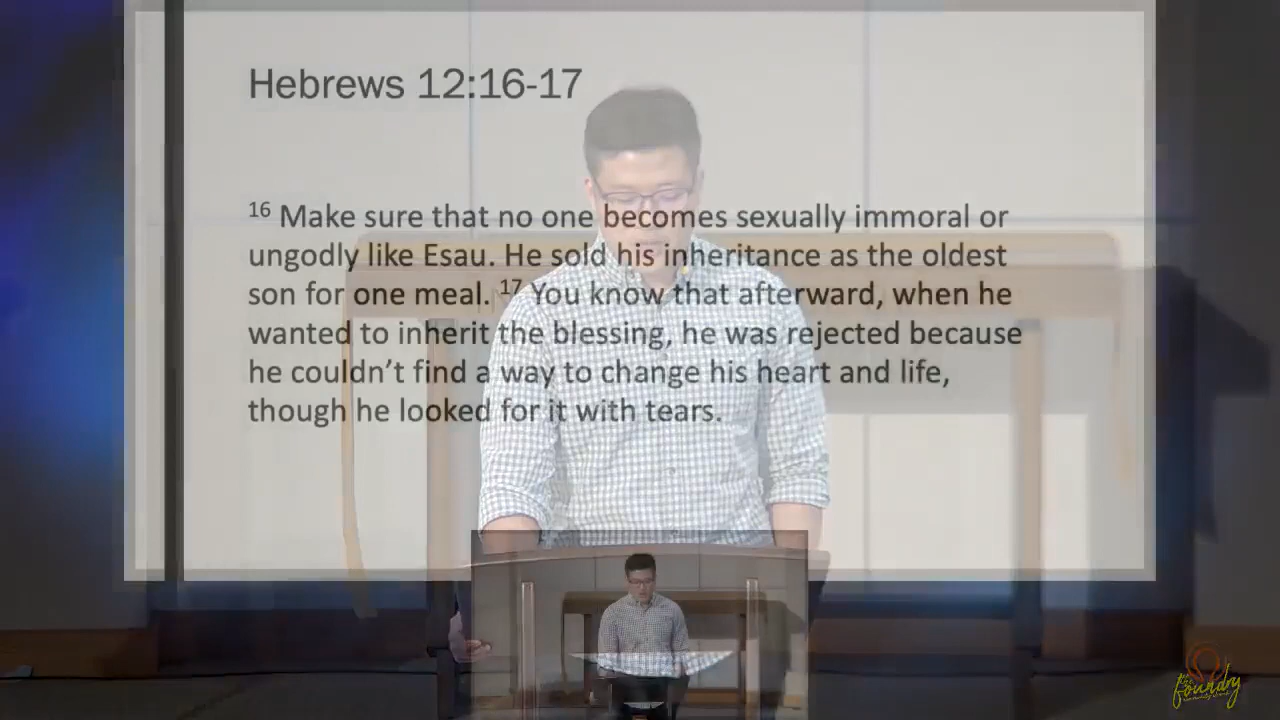 Hebrews 12:16-17
16 Make sure that no one becomes sexually immoral or
ungodly like Esau. He sold his inheritance as the oldest
son for one meal. 17 You know that afterward, when he
wanted to inherit the blessing, he was rejected because
he couldn't find a way to change his heart and life,
though he looked for it with tears.
the
Foundry